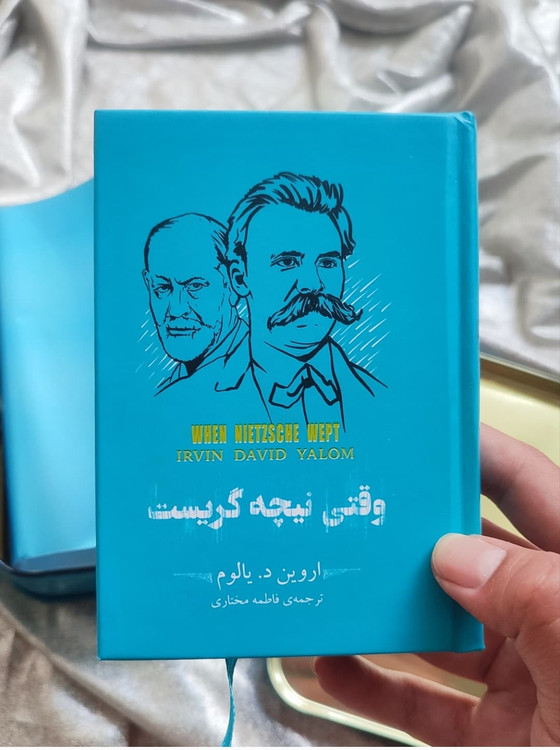 WHEN NIETZSCHE WEPT
IRVIN DAVID YALOM
وقتی نیچه گریست
اروین د. یالوم
ترجمه‌ی فاطمه مختاری